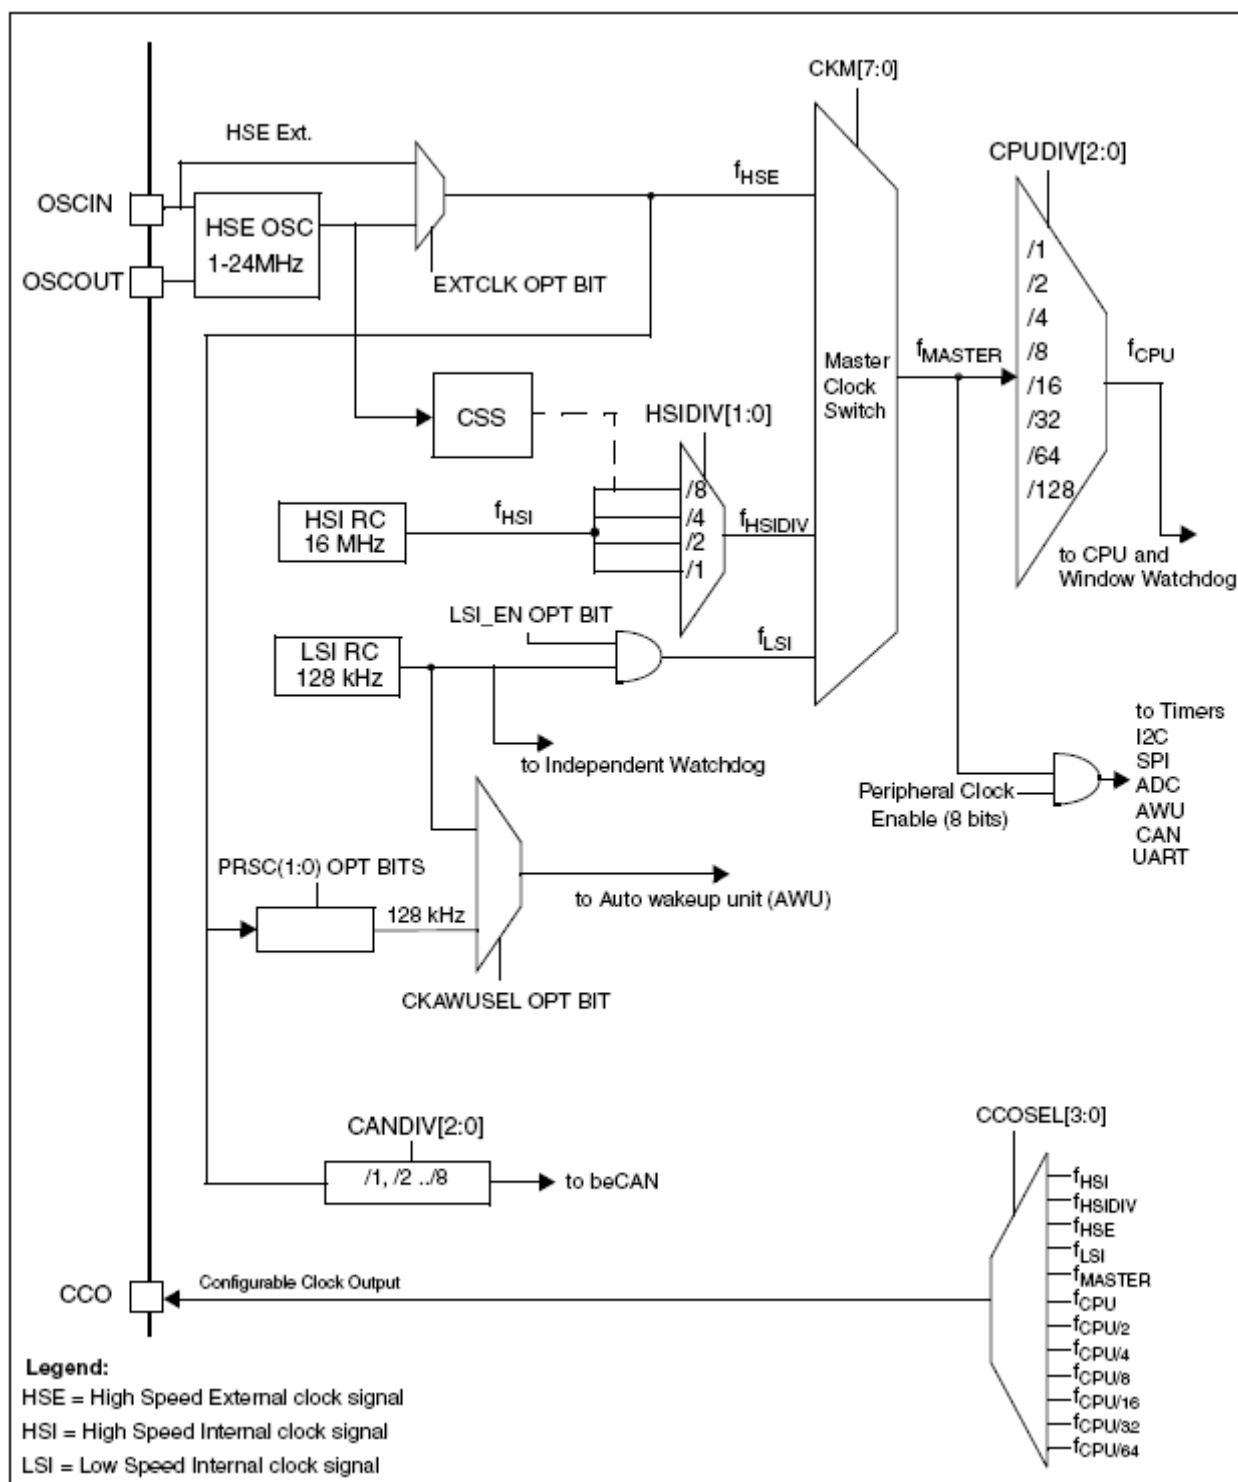 CKM[7:0]
HSE Ext.
CPUDIV[2:0]
fHSE
OSCIN
HSE OSC
1-24MHz
OSCOUT
EXTCLK OPT BIT
/1
/2
/4
/8
/16
/32
/64
/128
fMASTER
fCPU
Master
Clock
Switch
CSS
HSIDIV[1:0]
/8
/4
/2
/1
HSI RC
16 MHz
fHSI
fHSIDIV
to CPU and
Window Watchdog
LSI_EN OPT BIT
LSI RC
128 kHz
fLSI
to Independent Watchdog
to Timers
I2C
SPI
ADC
AWU
CAN
UART
Peripheral Clock
Enable (8 bits)
PRSC(1:0) OPT BITS
128 kHz
to Auto wakeup unit (AWU)
CKAWUSEL OPT BIT
CANDIV[2:0]
/1, /2 ../8
to beCAN
CCOSEL[3:0]
fHSI
fHSIDIV
fHSE
fLSI
fMASTER
fCPU
fCPU/2
fCPU/4
fCPU/8
fCPU/16
fCPU/32
fCPU/64
CCO
Configurable Clock Output
Legend:
HSE = High Speed External clock signal
HSI = High Speed Internal clock signal
LSI = Low Speed Internal clock signal